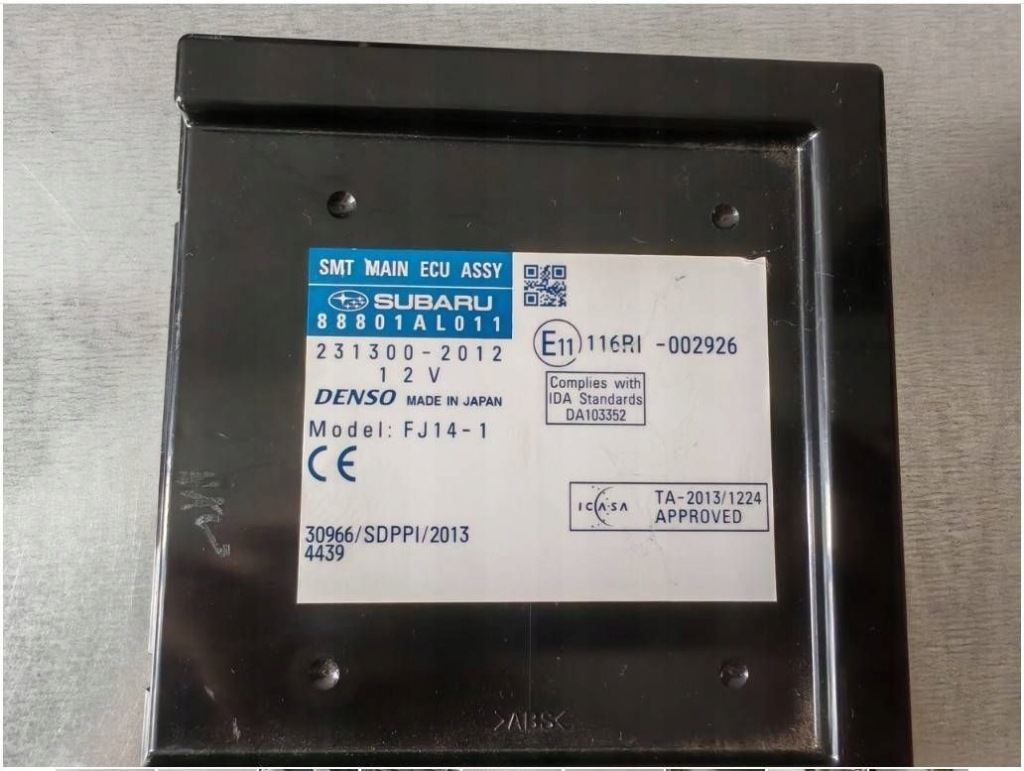 SMT MAIN ECU ASSY
SUBARU
88801AL011
231300-2012
12V
DENSO MADE IN JAPAN
Model: FJ14-1
CE
30966/SDPPI/2013
4439
E11 116RI -002926
Complies with
IDA Standards
DA103352
ICASA TA-2013/1224
APPROVED
>ABS<